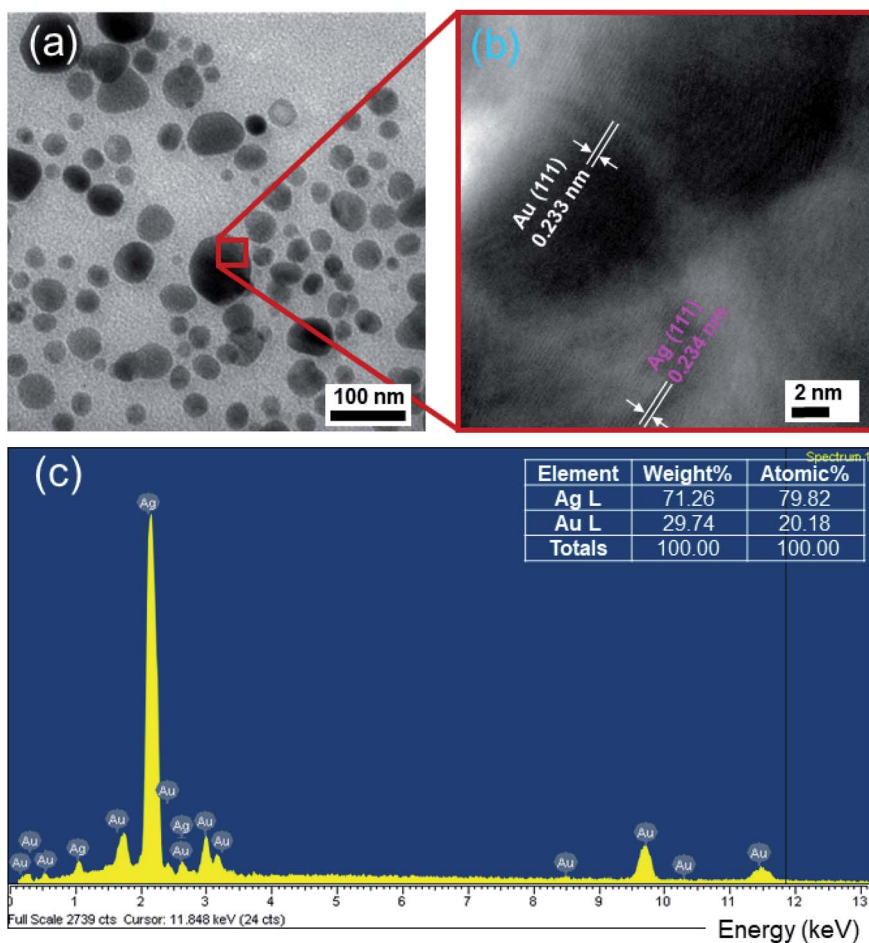 (a)
100 nm
(b)
Au (111)
0.233 nm
Ag (111)
0.234 nm
2 nm
(c)
Spectrum 1
Element Weight% Atomic%
Ag L 71.26 79.82
Au L 29.74 20.18
Totals 100.00 100.00
Ag
Au
Ag
Au
Au
Au
Au
Ag
Au
Au
Au
Au
Au
Au
Au
Au
0 1 2 3 4 5 6 7 8 9 10 11 12 13
Full Scale 2739 cts Cursor: 11.848 keV (24 cts)
Energy (keV)